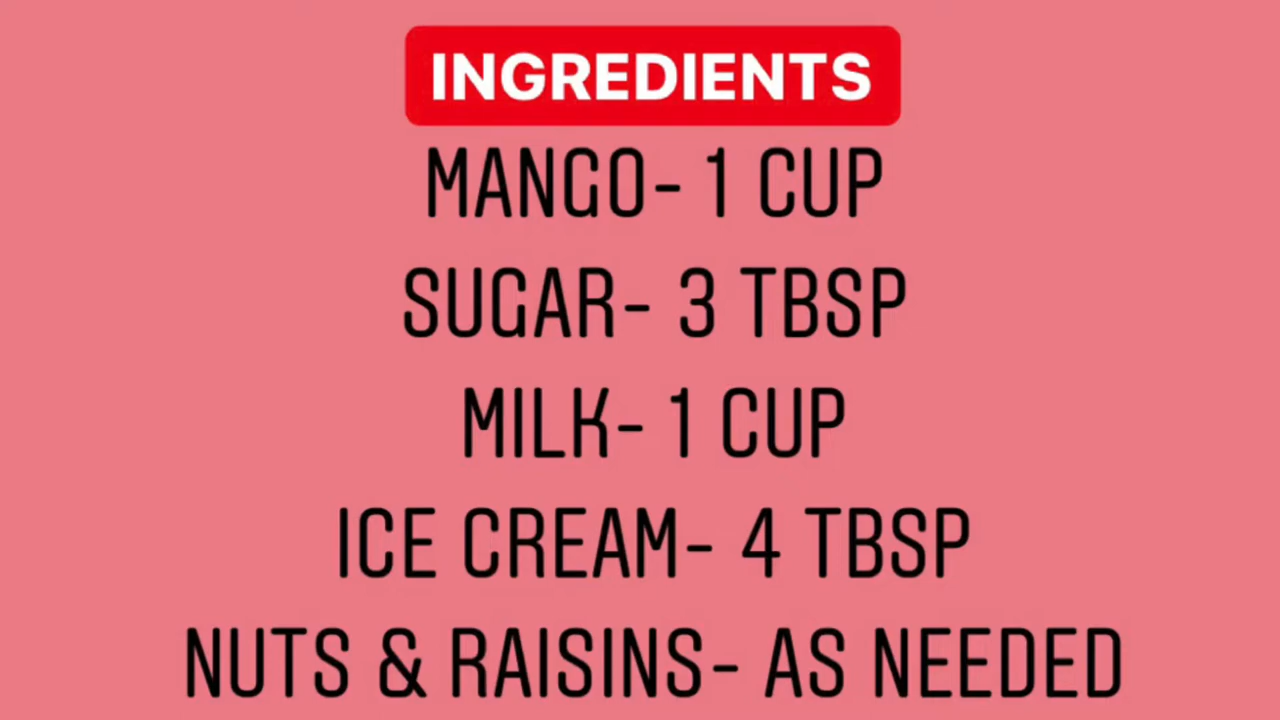 INGREDIENTS
MANGO- 1 CUP
SUGAR- 3 TBSP
MILK- 1 CUP
ICE CREAM- 4 TBSP
NUTS & RAISINS- AS NEEDED